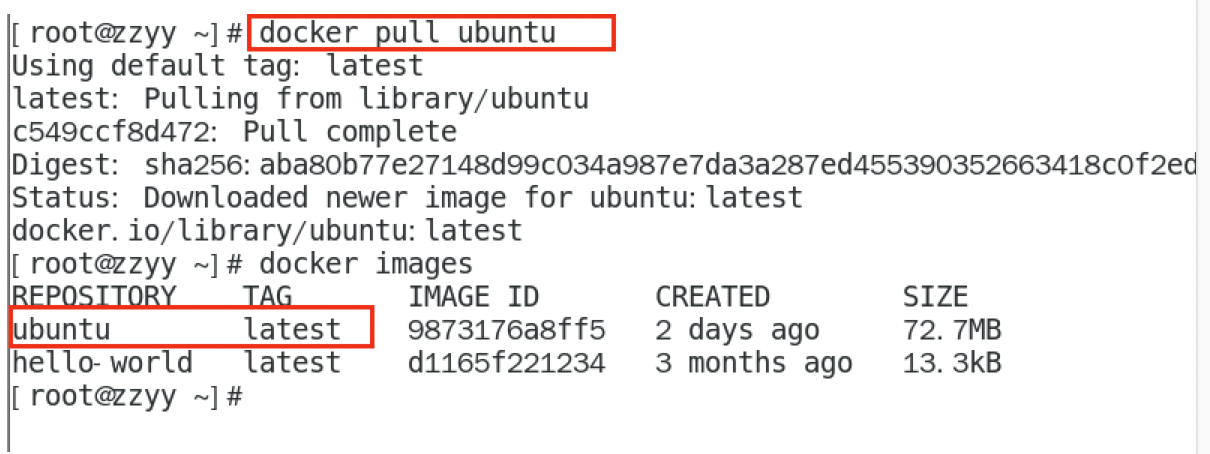 [root@zzyy ~]# docker pull ubuntu
Using default tag: latest
latest: Pulling from library/ubuntu
c549ccf8d472: Pull complete
Digest: sha256:aba80b77e27148d99c034a987e7da3a287ed455390352663418c0f2ed
Status: Downloaded newer image for ubuntu:latest
docker.io/library/ubuntu:latest
[root@zzyy ~]# docker images
REPOSITORY    TAG       IMAGE ID       CREATED        SIZE
ubuntu        latest    9873176a8ff5   2 days ago     72.7MB
hello-world   latest    d1165f221234   3 months ago   13.3kB
[root@zzyy ~]#